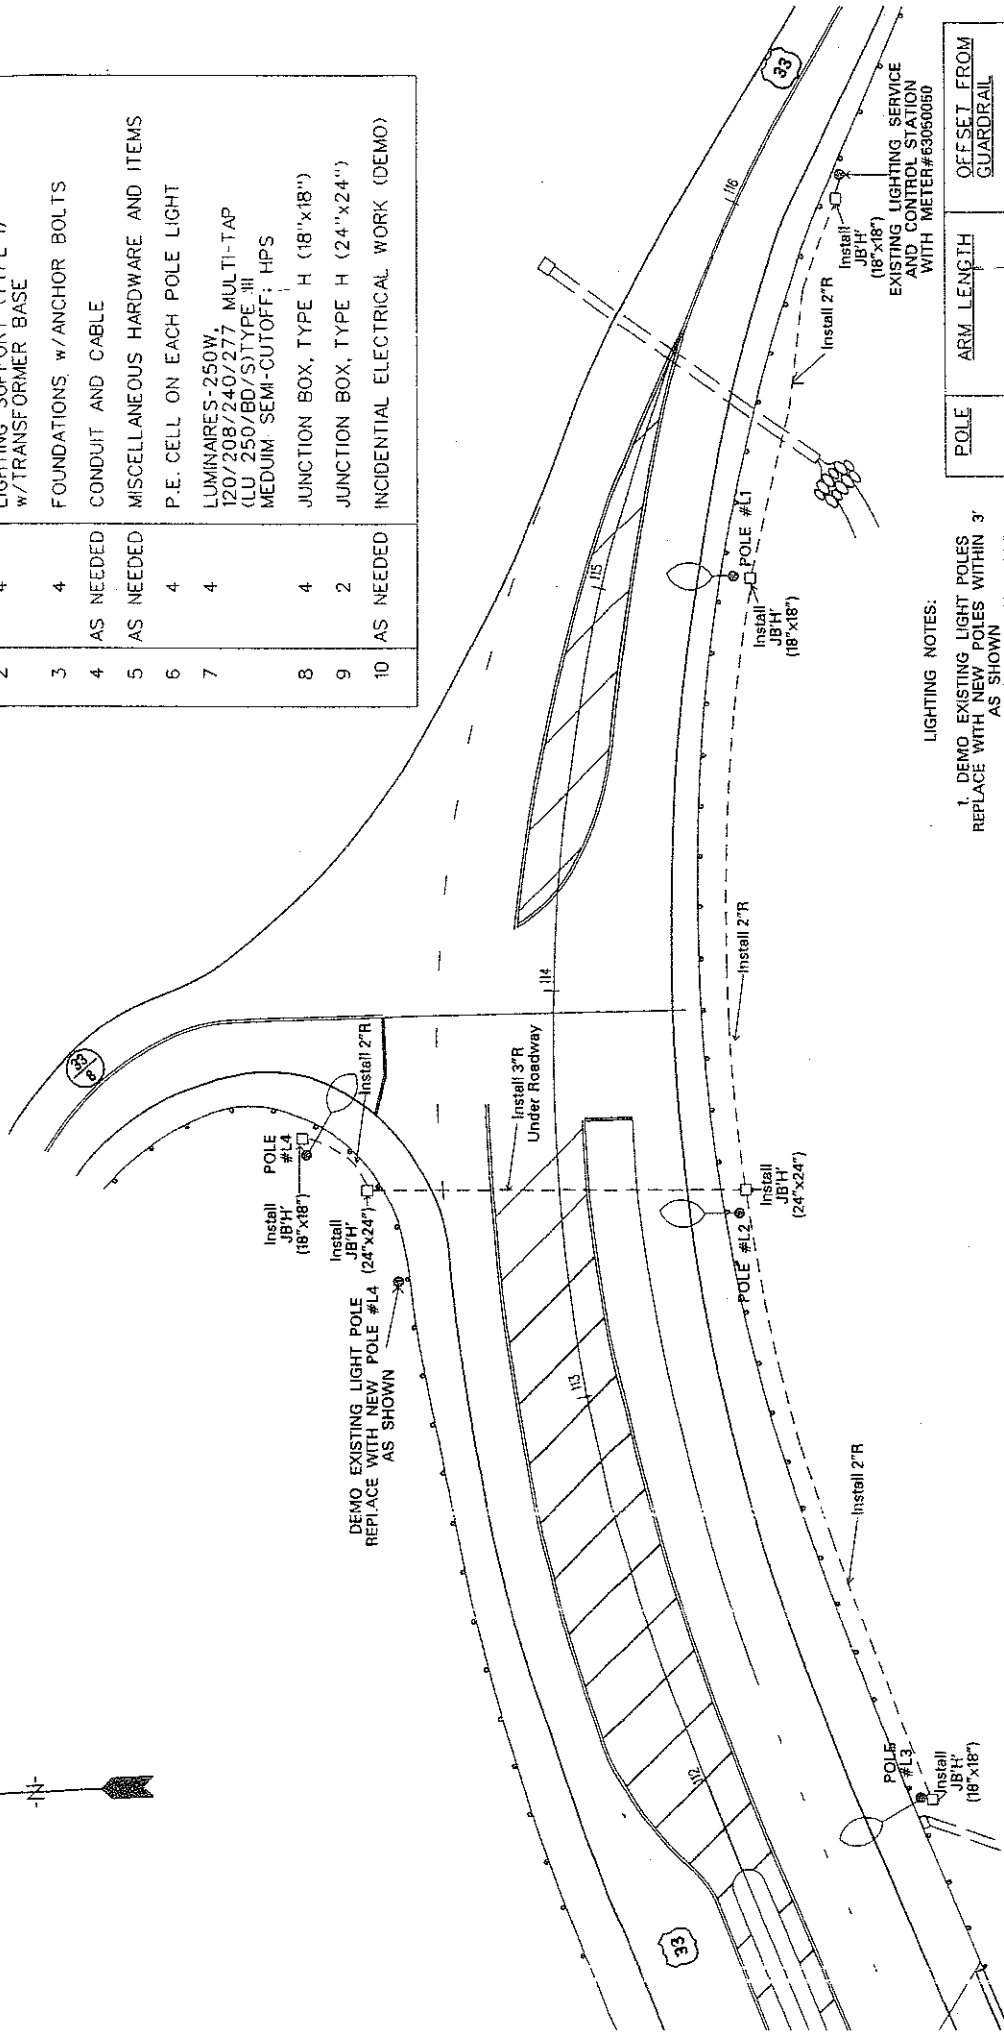 2 4 LIGHTING SUPPORT (TYPE 1)
w/TRANSFORMER BASE
3 4 FOUNDATIONS, w/ANCHOR BOLTS
4 AS NEEDED CONDUIT AND CABLE
5 AS NEEDED MISCELLANEOUS HARDWARE AND ITEMS
6 4 P.E. CELL ON EACH POLE LIGHT
7 4 LUMINAIRES-250W,
120/208/240/277 MULTI-TAP
(LU 250/BD/S)TYPE III
MEDUIM SEMI-CUTOFF; HPS
8 4 JUNCTION BOX, TYPE H (18"x18")
9 2 JUNCTION BOX, TYPE H (24"x24")
10 AS NEEDED INCIDENTIAL ELECTRICAL WORK (DEMO)
-N-
33
8
POLE
#L4
Install
JB'H'
(18"x18")
Install 2"R
Install
JB'H'
(24"x24")
DEMO EXISTING LIGHT POLE
REPLACE WITH NEW POLE #L4
AS SHOWN
Install 3"R
Under Roadway
33
116
115
114
113
112
33
Install
JB'H'
(18"x18")
EXISTING LIGHTING SERVICE
AND CONTROL STATION
WITH METER#63050050
Install 2"R
POLE #L1
Install
JB'H'
(18"x18")
Install 2"R
POLE #L2
Install
JB'H'
(24"x24")
Install 2"R
POLE
#L3
Install
JB'H'
(18"x18")
LIGHTING NOTES:
1. DEMO EXISTING LIGHT POLES
REPLACE WITH NEW POLES WITHIN 3'
AS SHOWN
POLE ARM LENGTH OFFSET FROM
GUARDRAIL